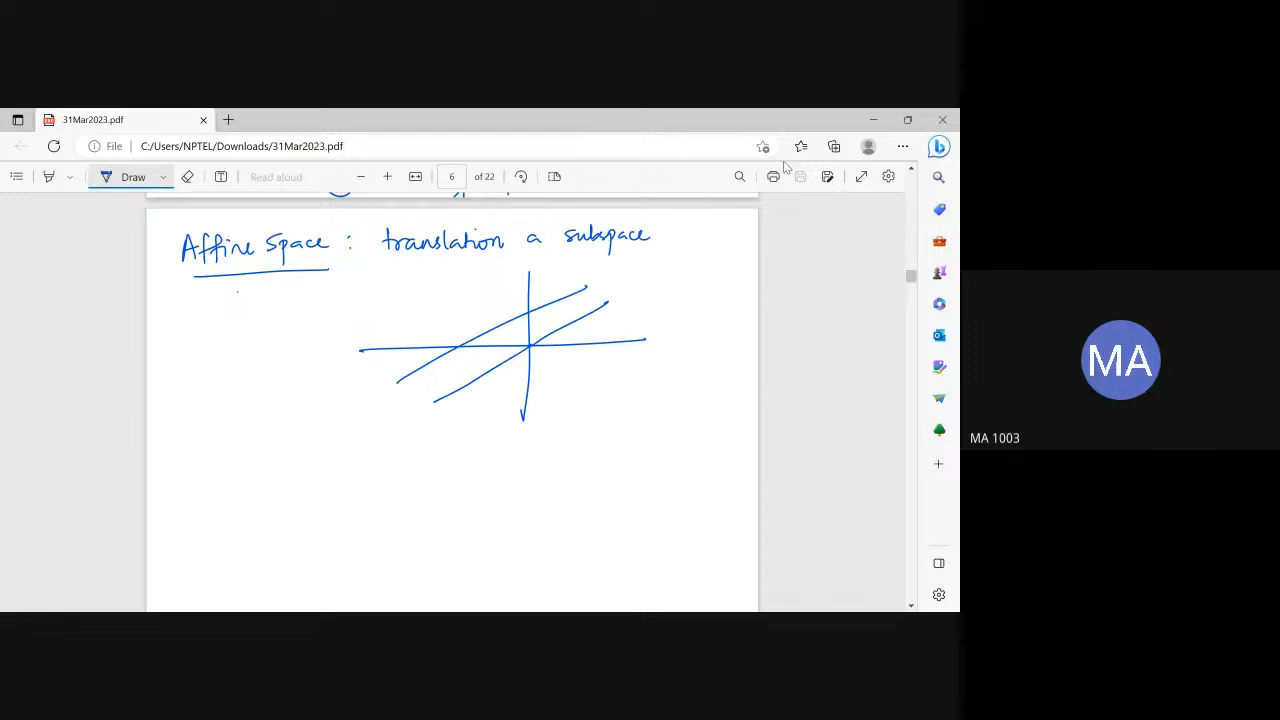 31Mar2023.pdf
File C:/Users/NPTEL/Downloads/31Mar2023.pdf
Draw Read aloud 6 of 22
Affine Space : translation a subspace
MA
MA 1003